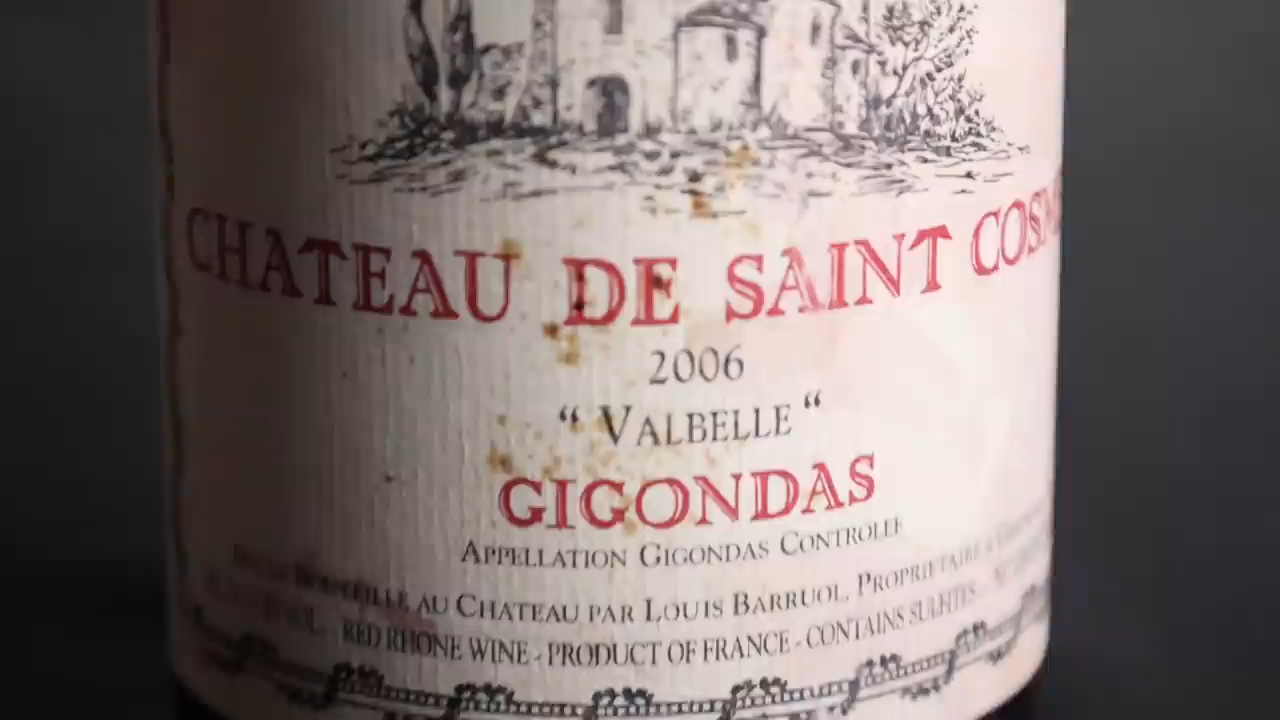 CHATEAU DE SAINT COSM
2006
“ VALBELLE “
GIGONDAS
APPELLATION GIGONDAS CONTROLEE
BOUTEILLE AU CHATEAU PAR LOUIS BARRUOL, PROPRIETAIRE A
RED RHONE WINE - PRODUCT OF FRANCE - CONTAINS SULFITES -